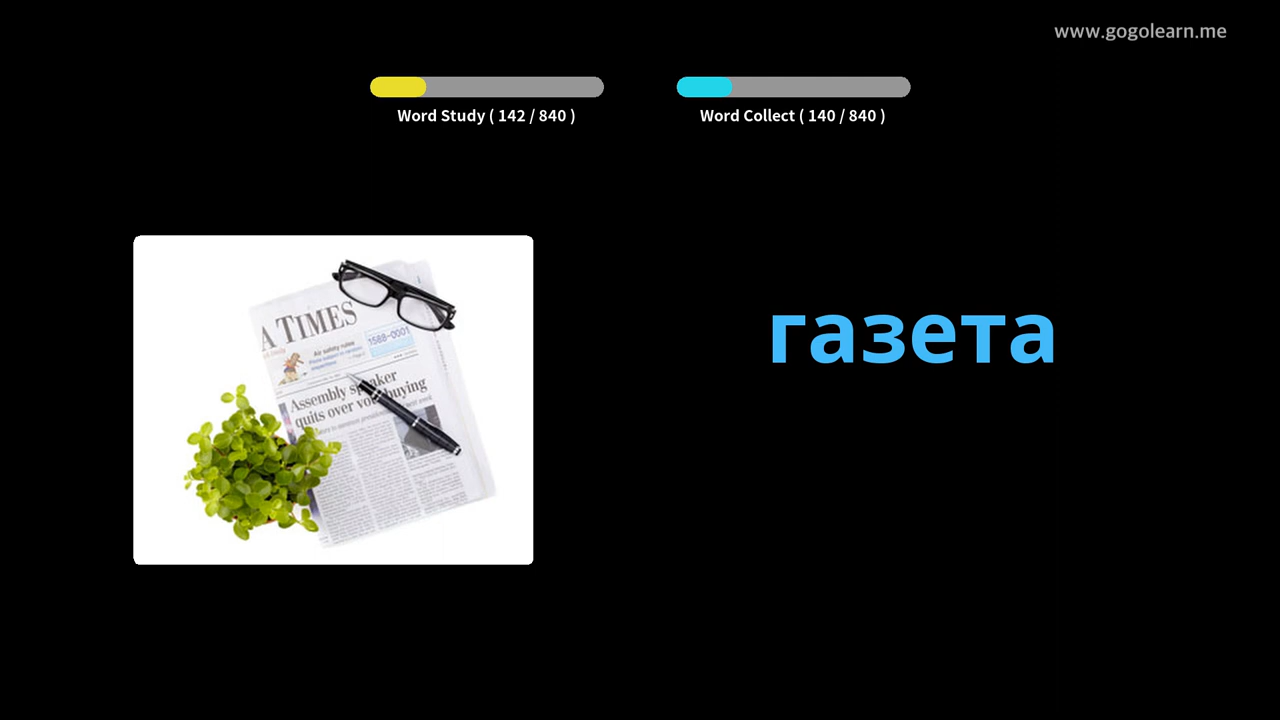 www.gogolearn.me
Word Study ( 142 / 840 )
Word Collect ( 140 / 840 )
A TIMES
1588-0001
Air safety rules
Assembly speaker
quits over vote buying
газета